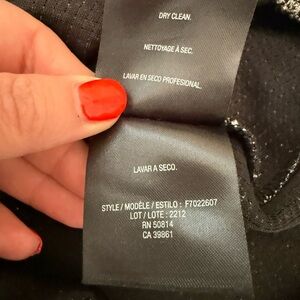 DRY CLEAN.
NETTOYAGE À SEC.
LAVAR EN SECO PROFESIONAL.
LAVAR A SECO.
STYLE / MODÈLE / ESTILO : F7022607
LOT / LOTE : 2212
RN 50814
CA 39861